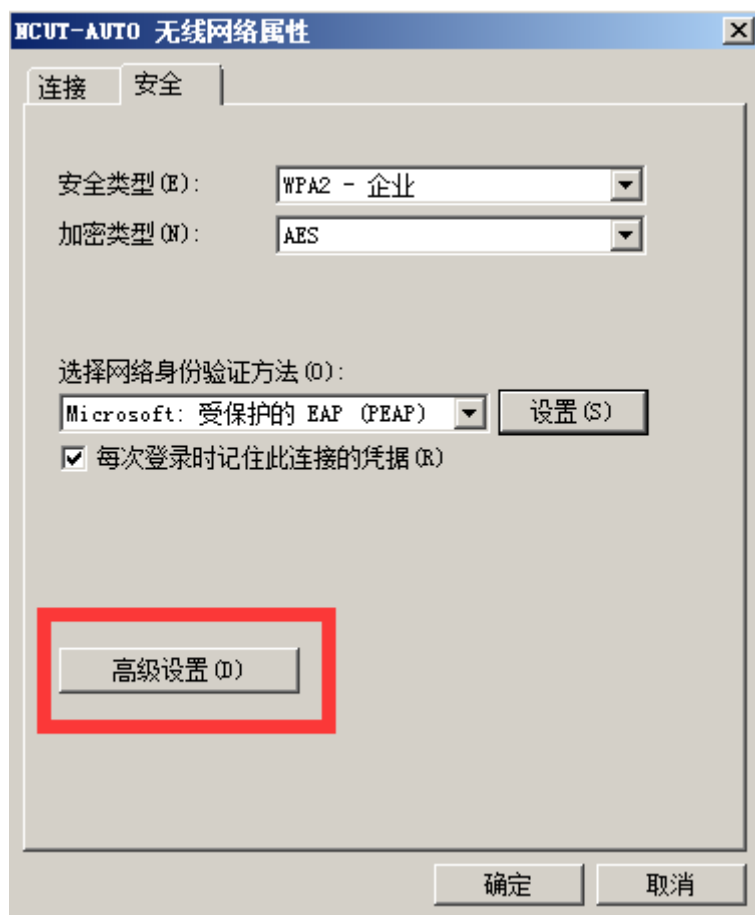 NCUT-AUTO 无线网络属性
连接 安全
安全类型(E): WPA2 - 企业
加密类型(N): AES
选择网络身份验证方法(O):
Microsoft: 受保护的 EAP (PEAP) 设置(S)
每次登录时记住此连接的凭据(R)
高级设置(D)
确定 取消